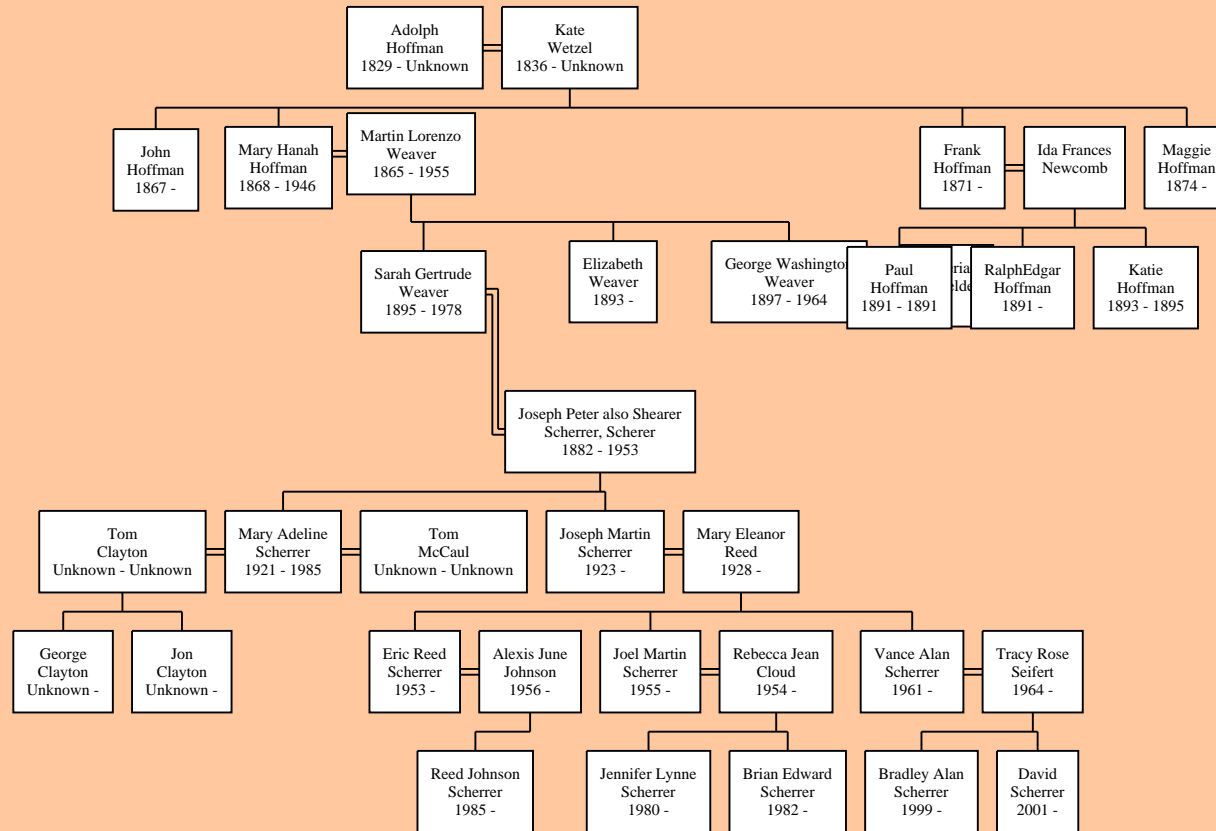 Adolph
Hoffman
1829 - Unknown
Kate
Wetzel
1836 - Unknown
John
Hoffman
1867 -
Mary Hanah
Hoffman
1868 - 1946
Martin Lorenzo
Weaver
1865 - 1955
Frank
Hoffman
1871 -
Ida Frances
Newcomb
Maggie
Hoffman
1874 -
Sarah Gertrude
Weaver
1895 - 1978
Elizabeth
Weaver
1893 -
George Washington
Weaver
1897 - 1964
Paul
Hoffman
1891 - 1891
RalphEdgar
Hoffman
1891 -
Katie
Hoffman
1893 - 1895
Joseph Peter also Shearer
Scherrer, Scherer
1882 - 1953
Tom
Clayton
Unknown - Unknown
Mary Adeline
Scherrer
1921 - 1985
Tom
McCaul
Unknown - Unknown
Joseph Martin
Scherrer
1923 -
Mary Eleanor
Reed
1928 -
George
Clayton
Unknown -
Jon
Clayton
Unknown -
Eric Reed
Scherrer
1953 -
Alexis June
Johnson
1956 -
Joel Martin
Scherrer
1955 -
Rebecca Jean
Cloud
1954 -
Vance Alan
Scherrer
1961 -
Tracy Rose
Seifert
1964 -
Reed Johnson
Scherrer
1985 -
Jennifer Lynne
Scherrer
1980 -
Brian Edward
Scherrer
1982 -
Bradley Alan
Scherrer
1999 -
David
Scherrer
2001 -